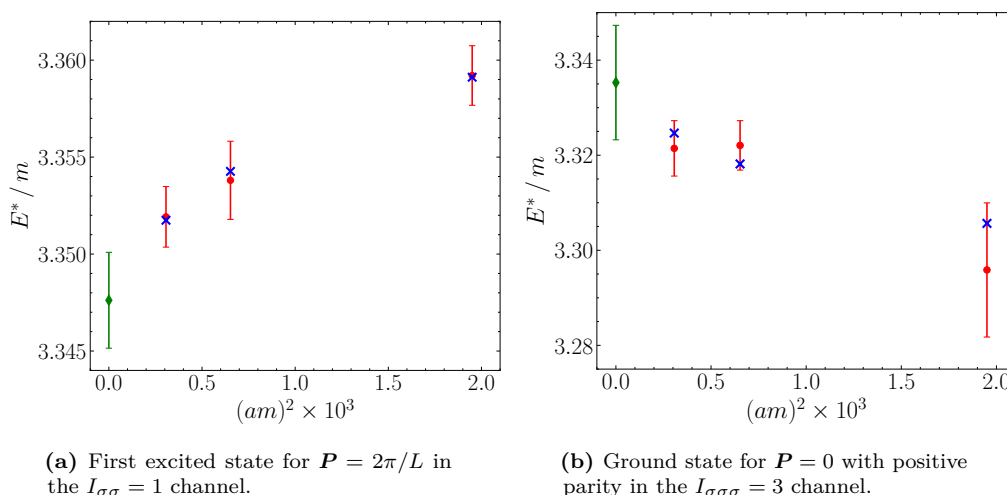 3.360
3.355
3.350
3.345
E*/m
0.0 0.5 1.0 1.5 2.0
(am)² × 10³
3.34
3.32
3.30
3.28
E*/m
0.0 0.5 1.0 1.5 2.0
(am)² × 10³
(a) First excited state for P = 2π/L in
the I_σσ = 1 channel.
(b) Ground state for P = 0 with positive
parity in the I_σσσ = 3 channel.